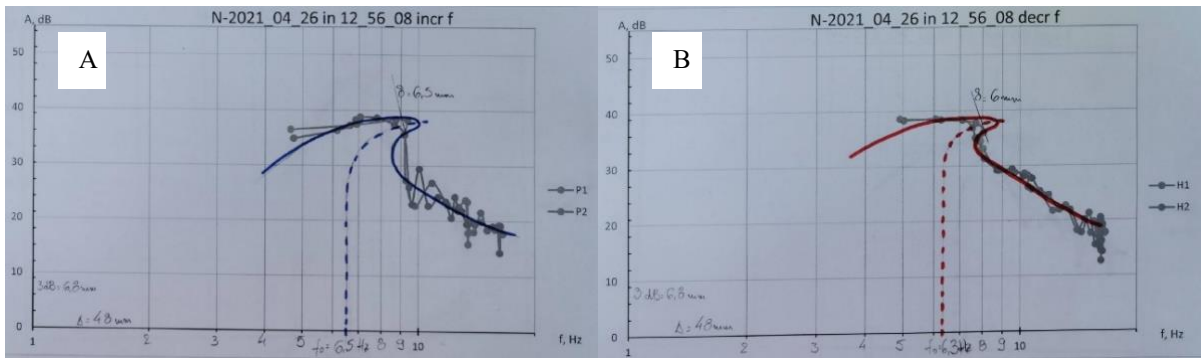 N-2021_04_26 in 12_56_08 incr f
A, dB
A
50
40
30
20
10
0
δ=6,5mm
P1
P2
3dB=6,8mm
Δ=48mm
1
2
3
4
5
f₀=6,5Hz
8
9
10
f, Hz
N-2021_04_26 in 12_56_08 decr f
A, dB
B
50
40
30
20
10
0
δ=6mm
H1
H2
3dB=6,8mm
Δ=48mm
1
2
3
4
5
f₀=6,3Hz
8
9
10
f, Hz